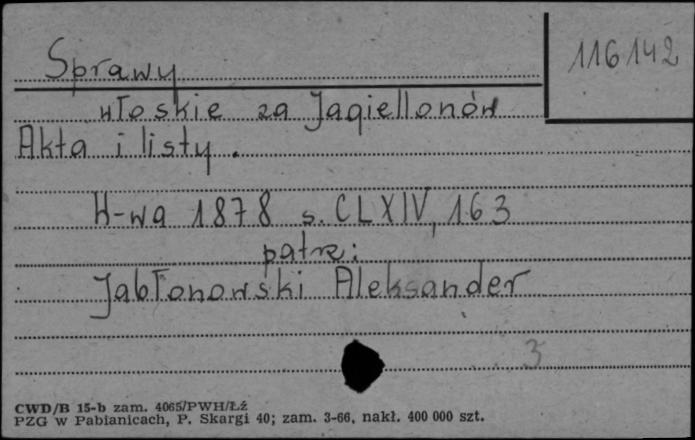 Sprawy
116142
włoskie za Jagiellonów
Akta i listy.
W-wa 1878 s. CLXIV, 163
patrz:
Jabłonowski Aleksander
3
CWD/B 15-b zam. 4065/PWH/Łź
PZG w Pabianicach, P. Skargi 40; zam. 3-66, nakł. 400 000 szt.